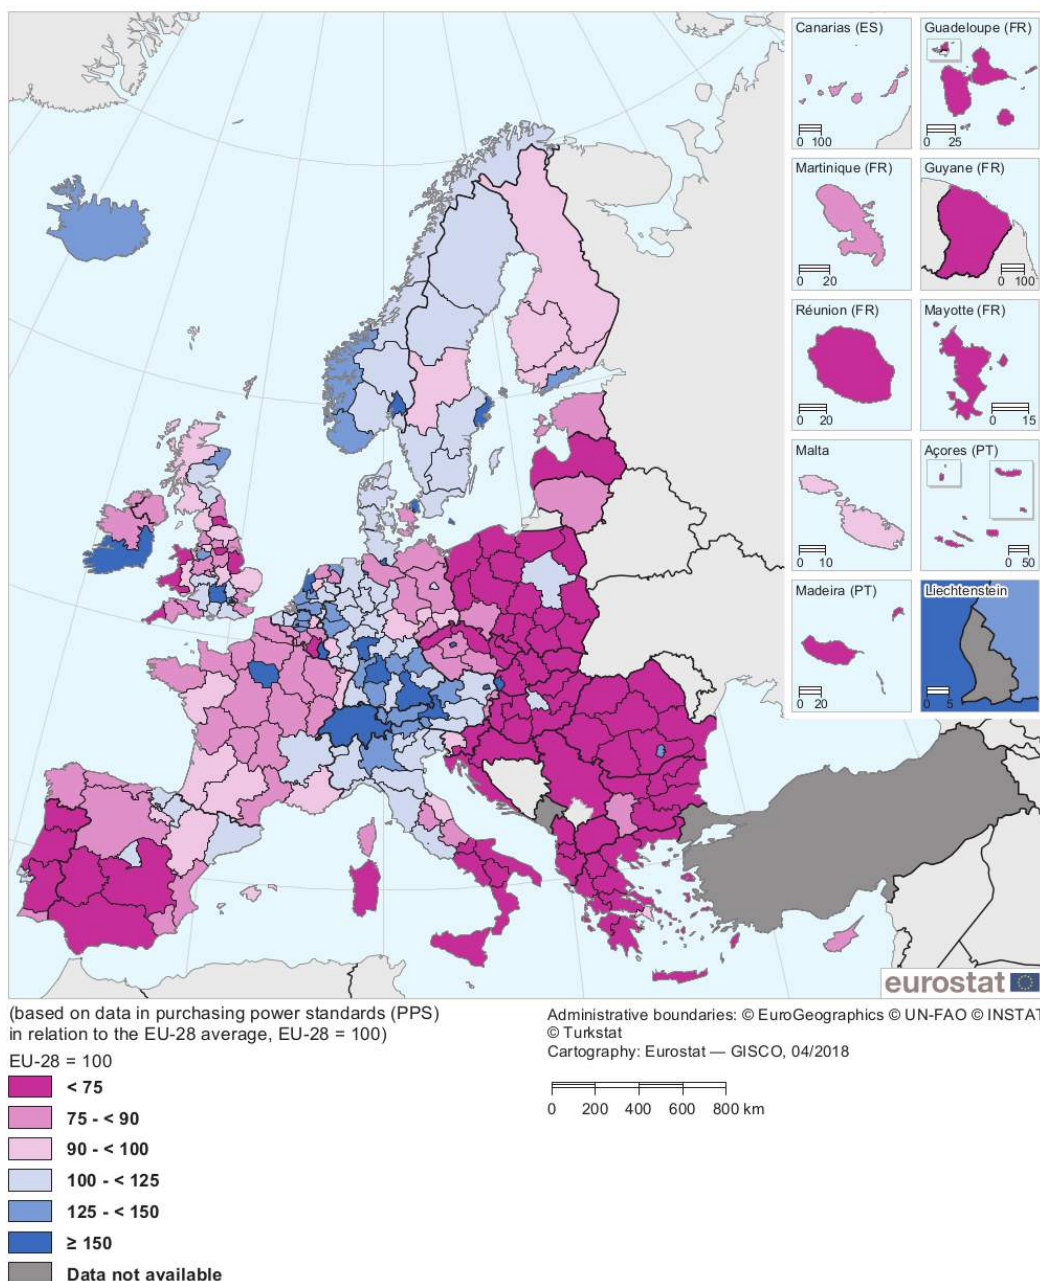 Canarias (ES)
0 100
Guadeloupe (FR)
0 25
Martinique (FR)
0 20
Guyane (FR)
0 100
Réunion (FR)
0 20
Mayotte (FR)
0 15
Malta
0 10
Açores (PT)
0 50
Madeira (PT)
0 20
Liechtenstein
0 5
eurostat
(based on data in purchasing power standards (PPS)
in relation to the EU-28 average, EU-28 = 100)
EU-28 = 100
< 75
75 - < 90
90 - < 100
100 - < 125
125 - < 150
≥ 150
Data not available
Administrative boundaries: © EuroGeographics © UN-FAO © INSTAT
© Turkstat
Cartography: Eurostat — GISCO, 04/2018
0 200 400 600 800 km